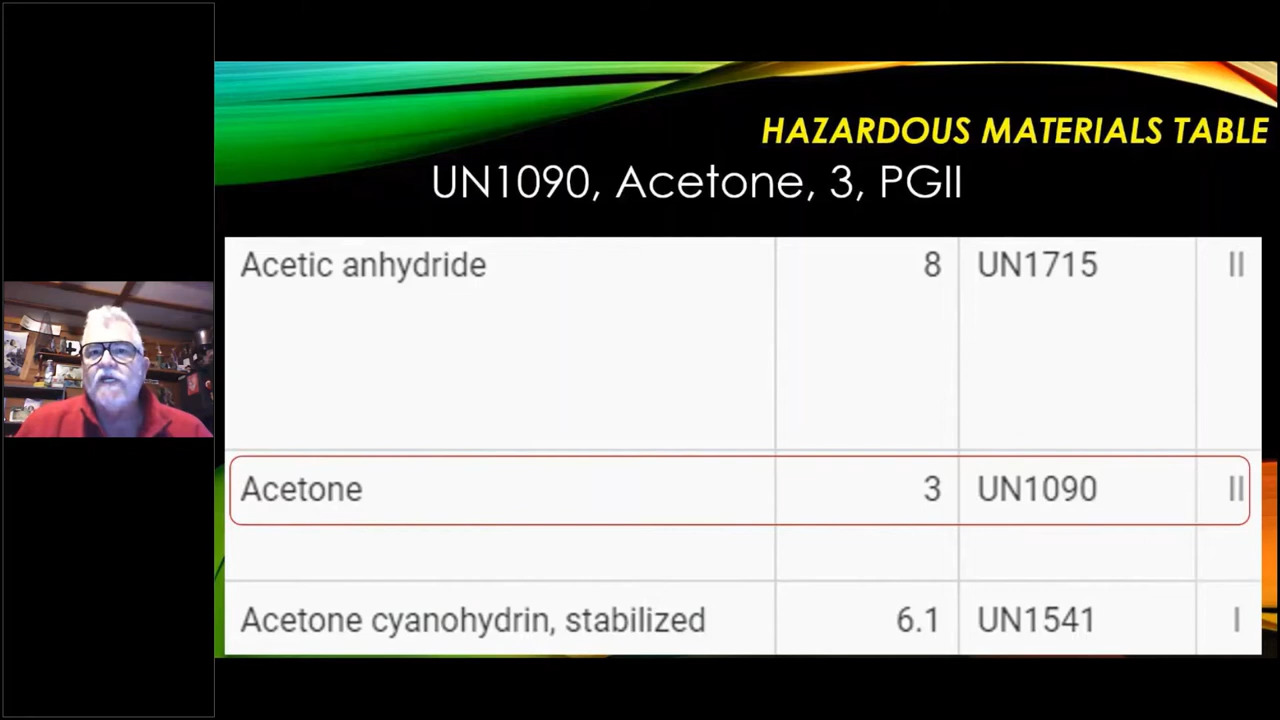 HAZARDOUS MATERIALS TABLE
UN1090, Acetone, 3, PGII
Acetic anhydride 8 UN1715 II
Acetone 3 UN1090 II
Acetone cyanohydrin, stabilized 6.1 UN1541 I